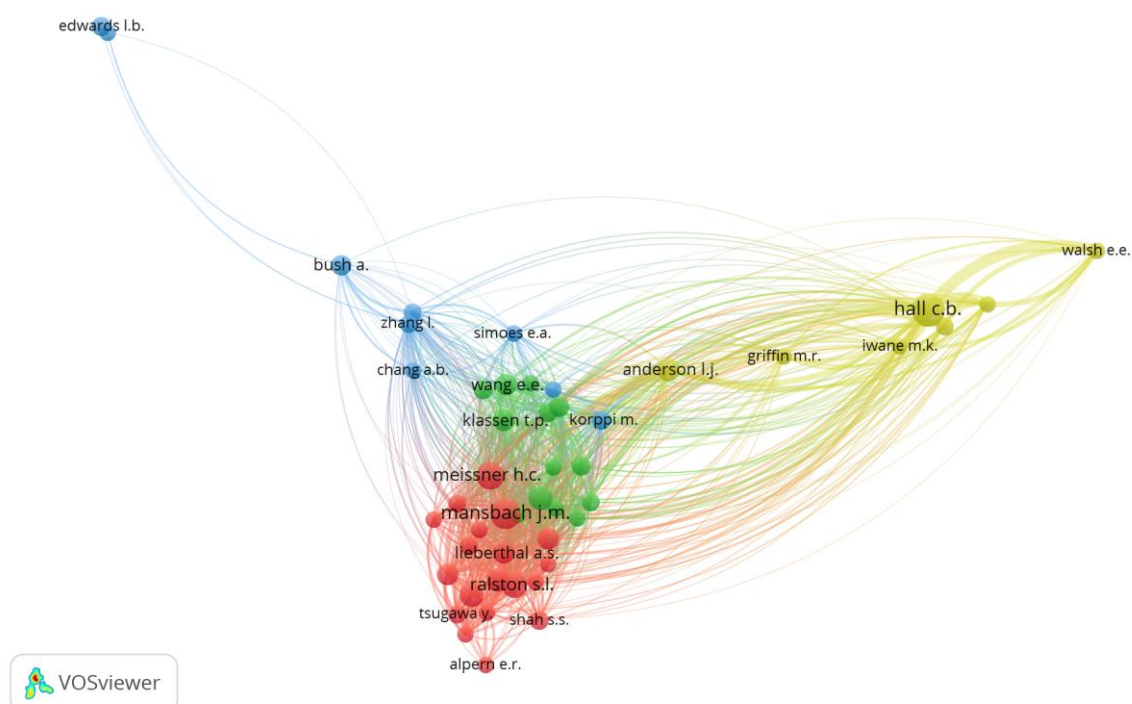 edwards l.b.
walsh e.e.
bush a.
hall c.b.
zhang l.
simoes e.a.
iwane m.k.
griffin m.r.
chang a.b.
anderson l.j.
wang e.e.
klassen t.p.
korppi m.
meissner h.c.
mansbach j.m.
lieberthal a.s.
ralston s.l.
tsugawa y.
shah s.s.
alpern e.r.
VOSviewer